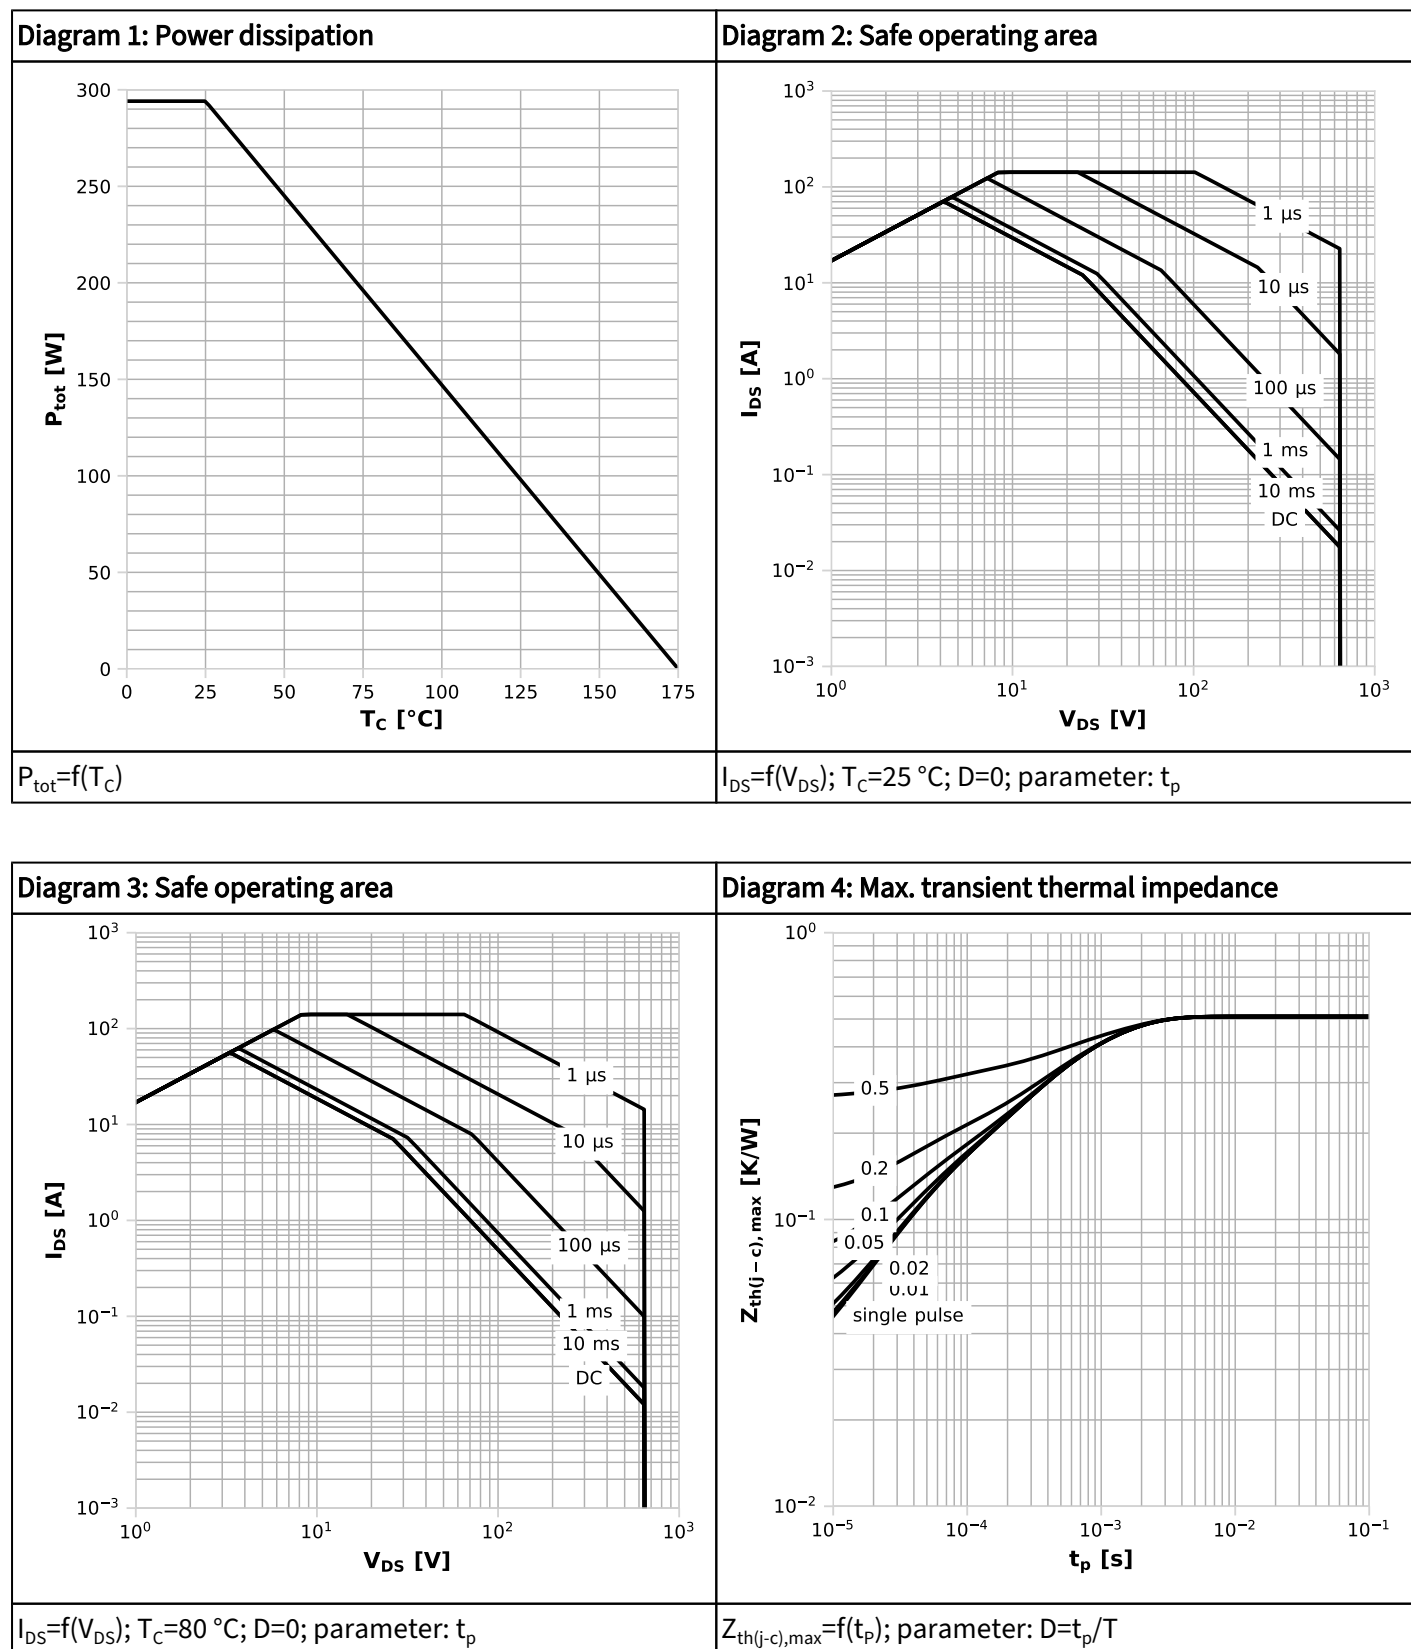 Diagram 1: Power dissipation
Diagram 2: Safe operating area
300
250
200
150
100
50
0
0 25 50 75 100 125 150 175
Ptot [W]
TC [°C]
10³
10²
10¹
10⁰
10⁻¹
10⁻²
10⁻³
10⁰ 10¹ 10² 10³
IDS [A]
VDS [V]
1 µs
10 µs
100 µs
1 ms
10 ms
DC
Ptot=f(TC)
IDS=f(VDS); TC=25 °C; D=0; parameter: tp
Diagram 3: Safe operating area
Diagram 4: Max. transient thermal impedance
10³
10²
10¹
10⁰
10⁻¹
10⁻²
10⁻³
10⁰ 10¹ 10² 10³
IDS [A]
VDS [V]
1 µs
10 µs
100 µs
1 ms
10 ms
DC
10⁰
10⁻¹
10⁻²
10⁻⁵ 10⁻⁴ 10⁻³ 10⁻² 10⁻¹
Zth(j − c), max [K/W]
tp [s]
0.5
0.2
0.1
0.05
0.02
0.01
single pulse
IDS=f(VDS); TC=80 °C; D=0; parameter: tp
Zth(j-c),max=f(tP); parameter: D=tp/T